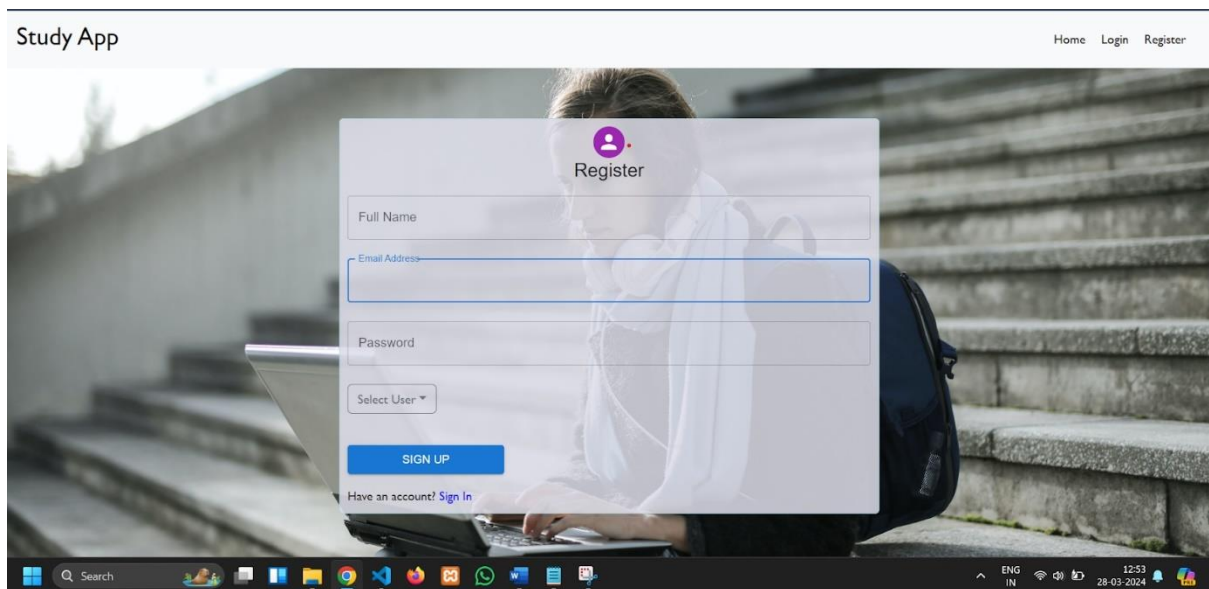 Study App
Home Login Register
Register
Full Name
Email Address
Password
Select User
SIGN UP
Have an account? Sign In
Search
ENG
IN
12:53
28-03-2024